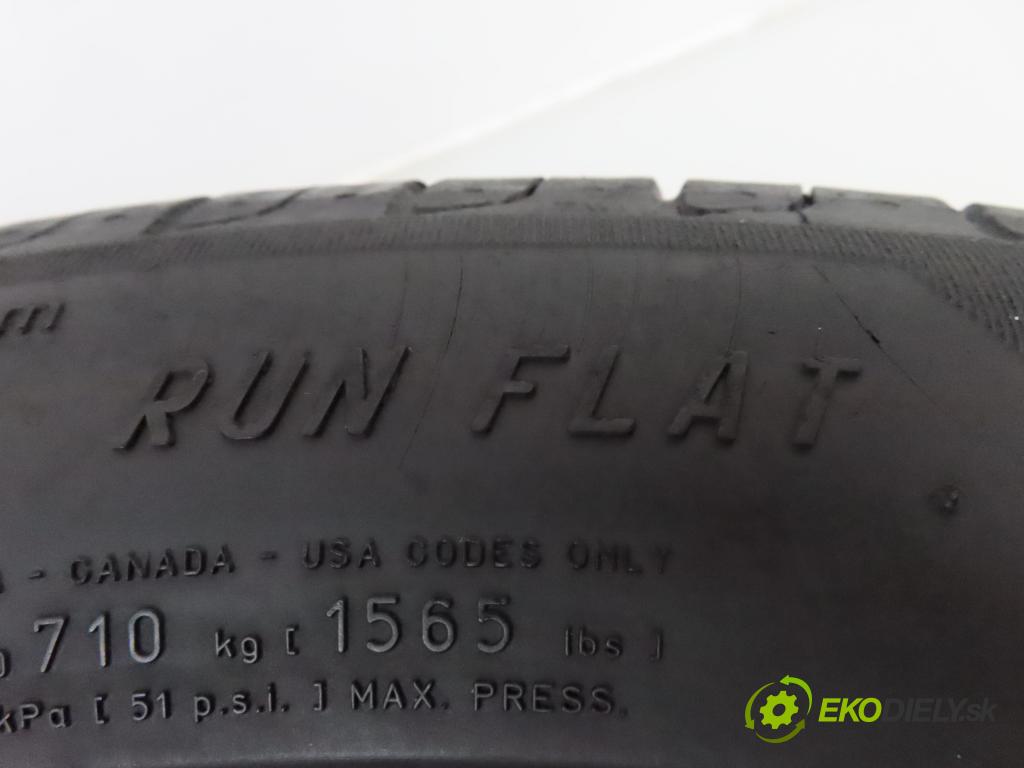 RUN FLAT
- CANADA - USA CODES ONLY
710 kg [ 1565 lbs ]
kPa [ 51 p.s.i. ] MAX. PRESS.
EKODIELY.sk